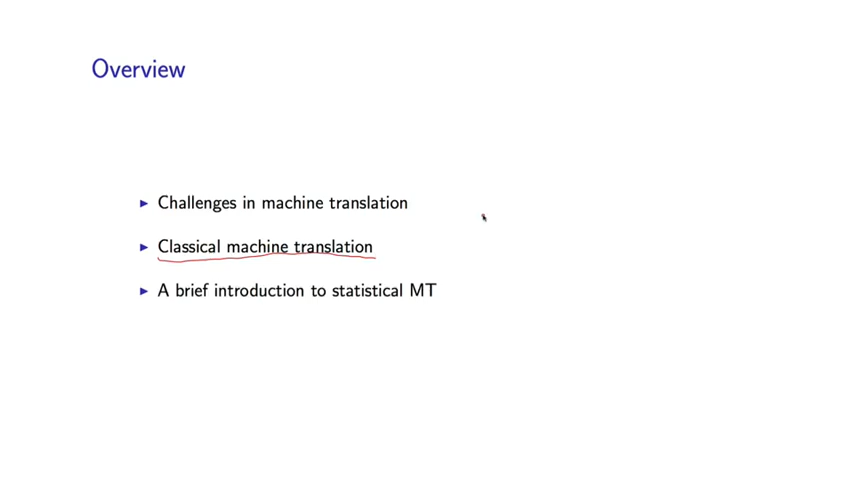 Overview
Challenges in machine translation
Classical machine translation
A brief introduction to statistical MT